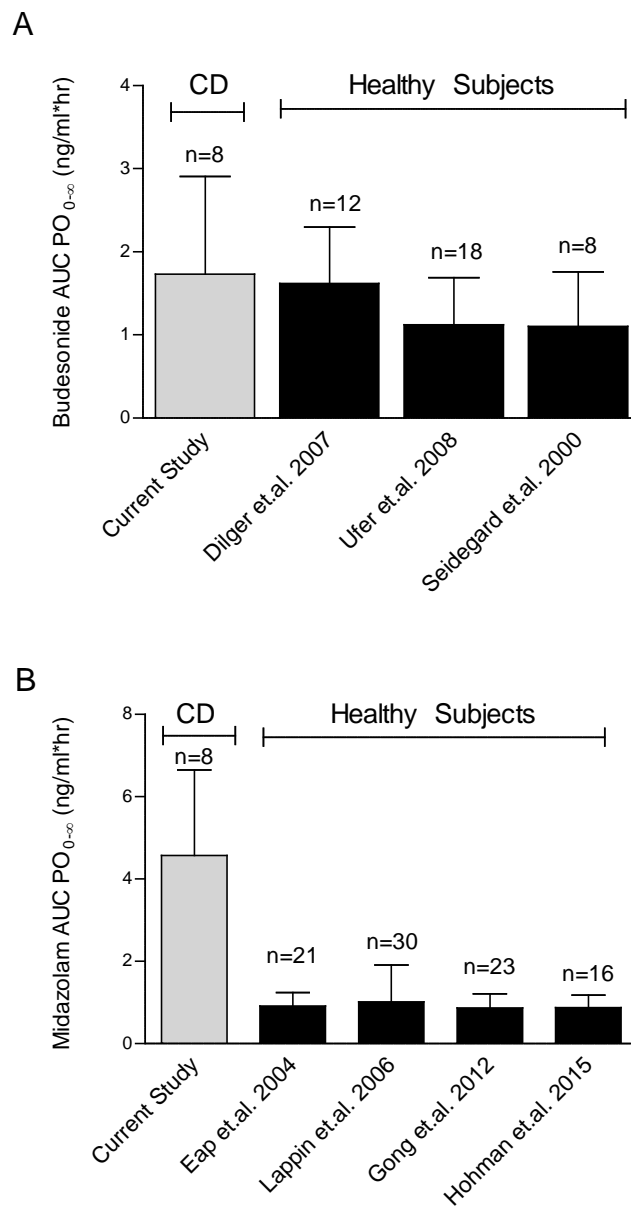 A
CD
Healthy Subjects
n=8
n=12
n=18
n=8
Budesonide AUC PO0-∞ (ng/ml*hr)
4
3
2
1
0
Current Study
Dilger et.al. 2007
Ufer et.al. 2008
Seidegard et.al. 2000
B
CD
Healthy Subjects
n=8
n=21
n=30
n=23
n=16
Midazolam AUC PO0-∞ (ng/ml*hr)
8
6
4
2
0
Current Study
Eap et.al. 2004
Lappin et.al. 2006
Gong et.al. 2012
Hohman et.al. 2015